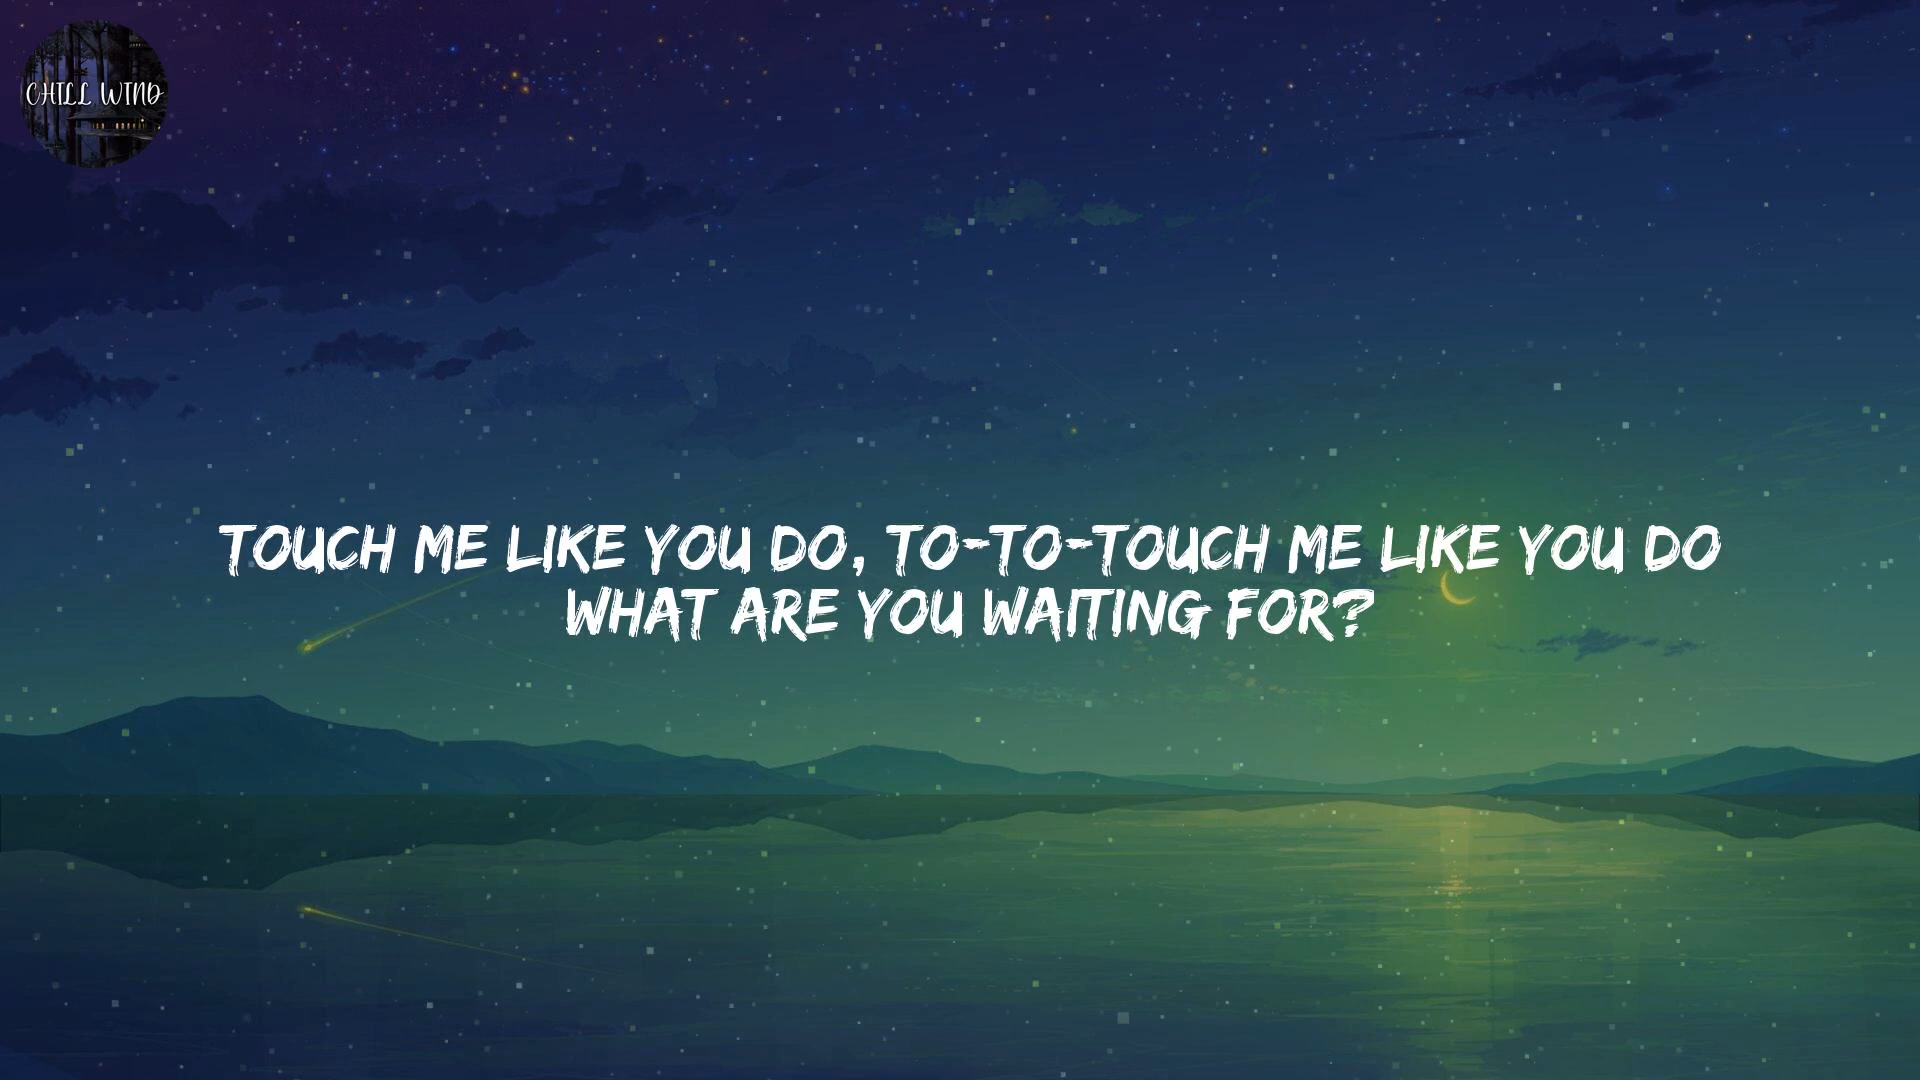 CHILL WIND
TOUCH ME LIKE YOU DO, TO-TO-TOUCH ME LIKE YOU DO
WHAT ARE YOU WAITING FOR?